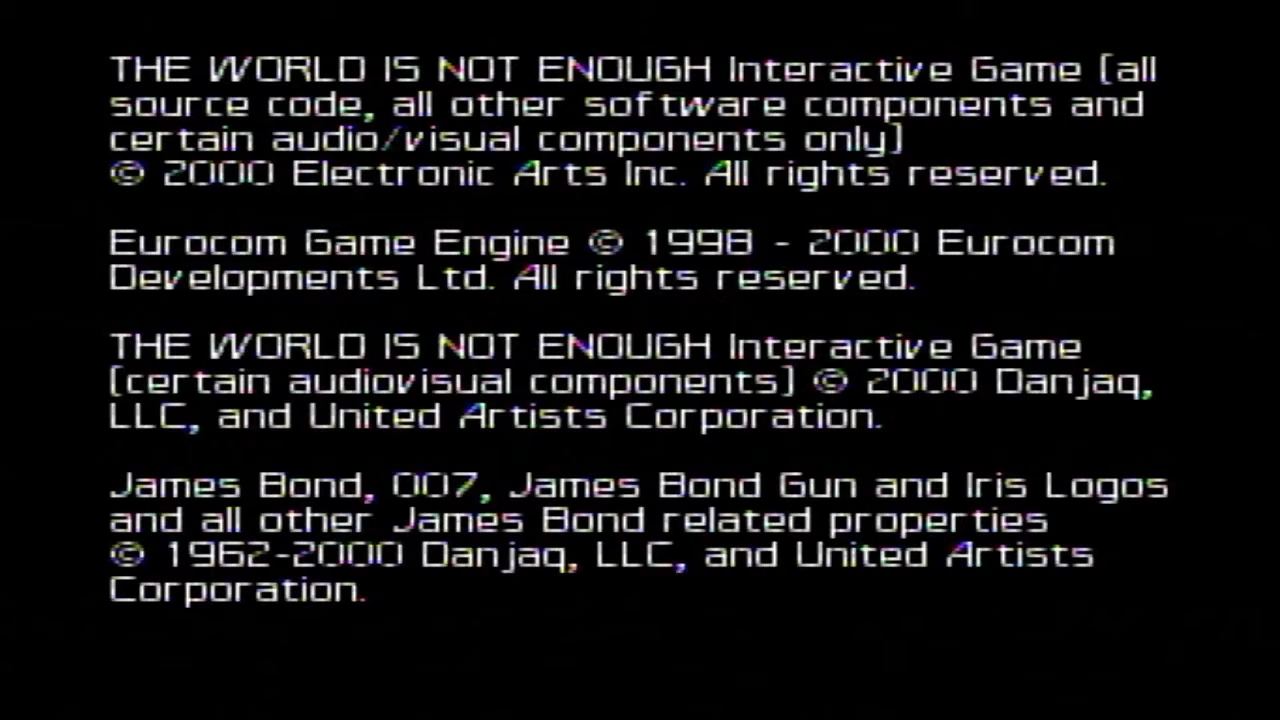 THE WORLD IS NOT ENOUGH Interactive Game (all
source code, all other software components and
certain audio/visual components only)
© 2000 Electronic Arts Inc. All rights reserved.
Eurocom Game Engine © 1998 - 2000 Eurocom
Developments Ltd. All rights reserved.
THE WORLD IS NOT ENOUGH Interactive Game
(certain audiovisual components) © 2000 Danjaq,
LLC, and United Artists Corporation.
James Bond, 007, James Bond Gun and Iris Logos
and all other James Bond related properties
© 1962-2000 Danjaq, LLC, and United Artists
Corporation.